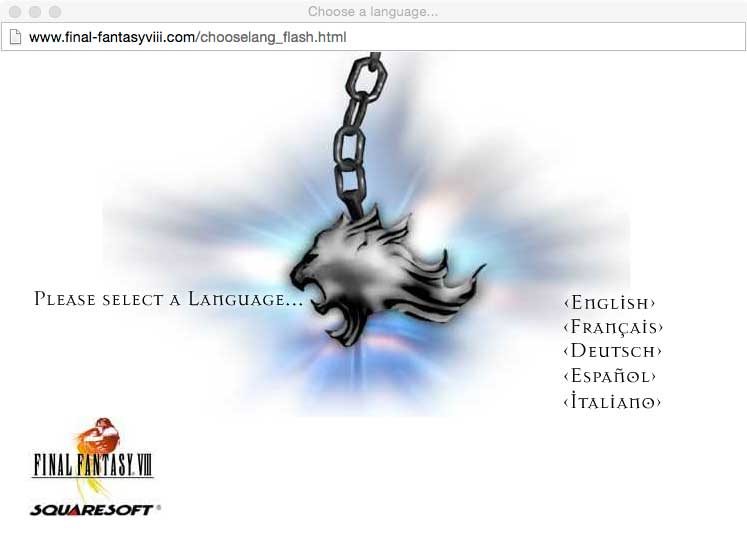 Choose a language...
www.final-fantasyviii.com/chooselang_flash.html
Please select a Language...
‹English›
‹Français›
‹Deutsch›
‹Español›
‹İtaliano›
FINAL FANTASY VIII
SQUARESOFT®